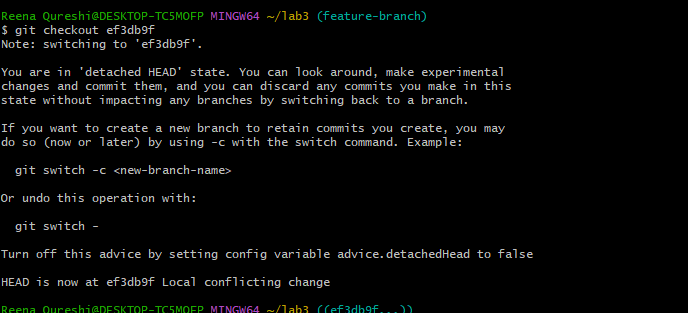 Reena Qureshi@DESKTOP-TC5MOFP MINGW64 ~/lab3 (feature-branch)
$ git checkout ef3db9f
Note: switching to 'ef3db9f'.
You are in 'detached HEAD' state. You can look around, make experimental
changes and commit them, and you can discard any commits you make in this
state without impacting any branches by switching back to a branch.
If you want to create a new branch to retain commits you create, you may
do so (now or later) by using -c with the switch command. Example:
git switch -c <new-branch-name>
Or undo this operation with:
git switch -
Turn off this advice by setting config variable advice.detachedHead to false
HEAD is now at ef3db9f Local conflicting change
Reena Qureshi@DESKTOP-TC5MOFP MINGW64 ~/lab3 ((ef3db9f...))